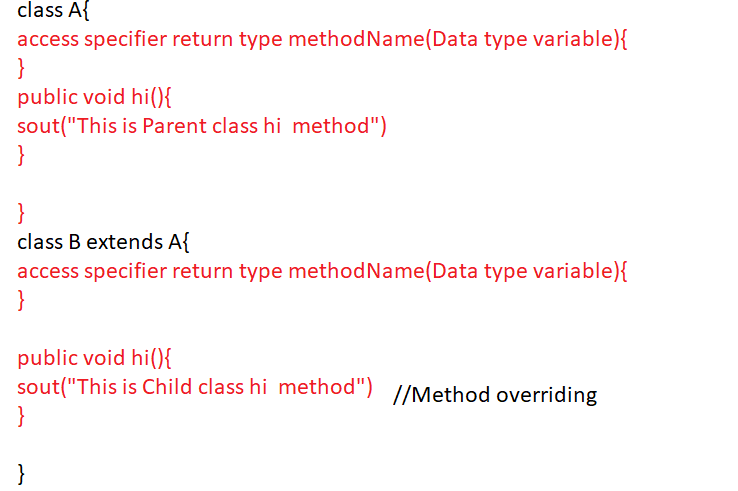 class A{
access specifier return type methodName(Data type variable){
}
public void hi(){
sout("This is Parent class hi  method")
}
}
class B extends A{
access specifier return type methodName(Data type variable){
}
public void hi(){
sout("This is Child class hi  method")   //Method overriding
}
}